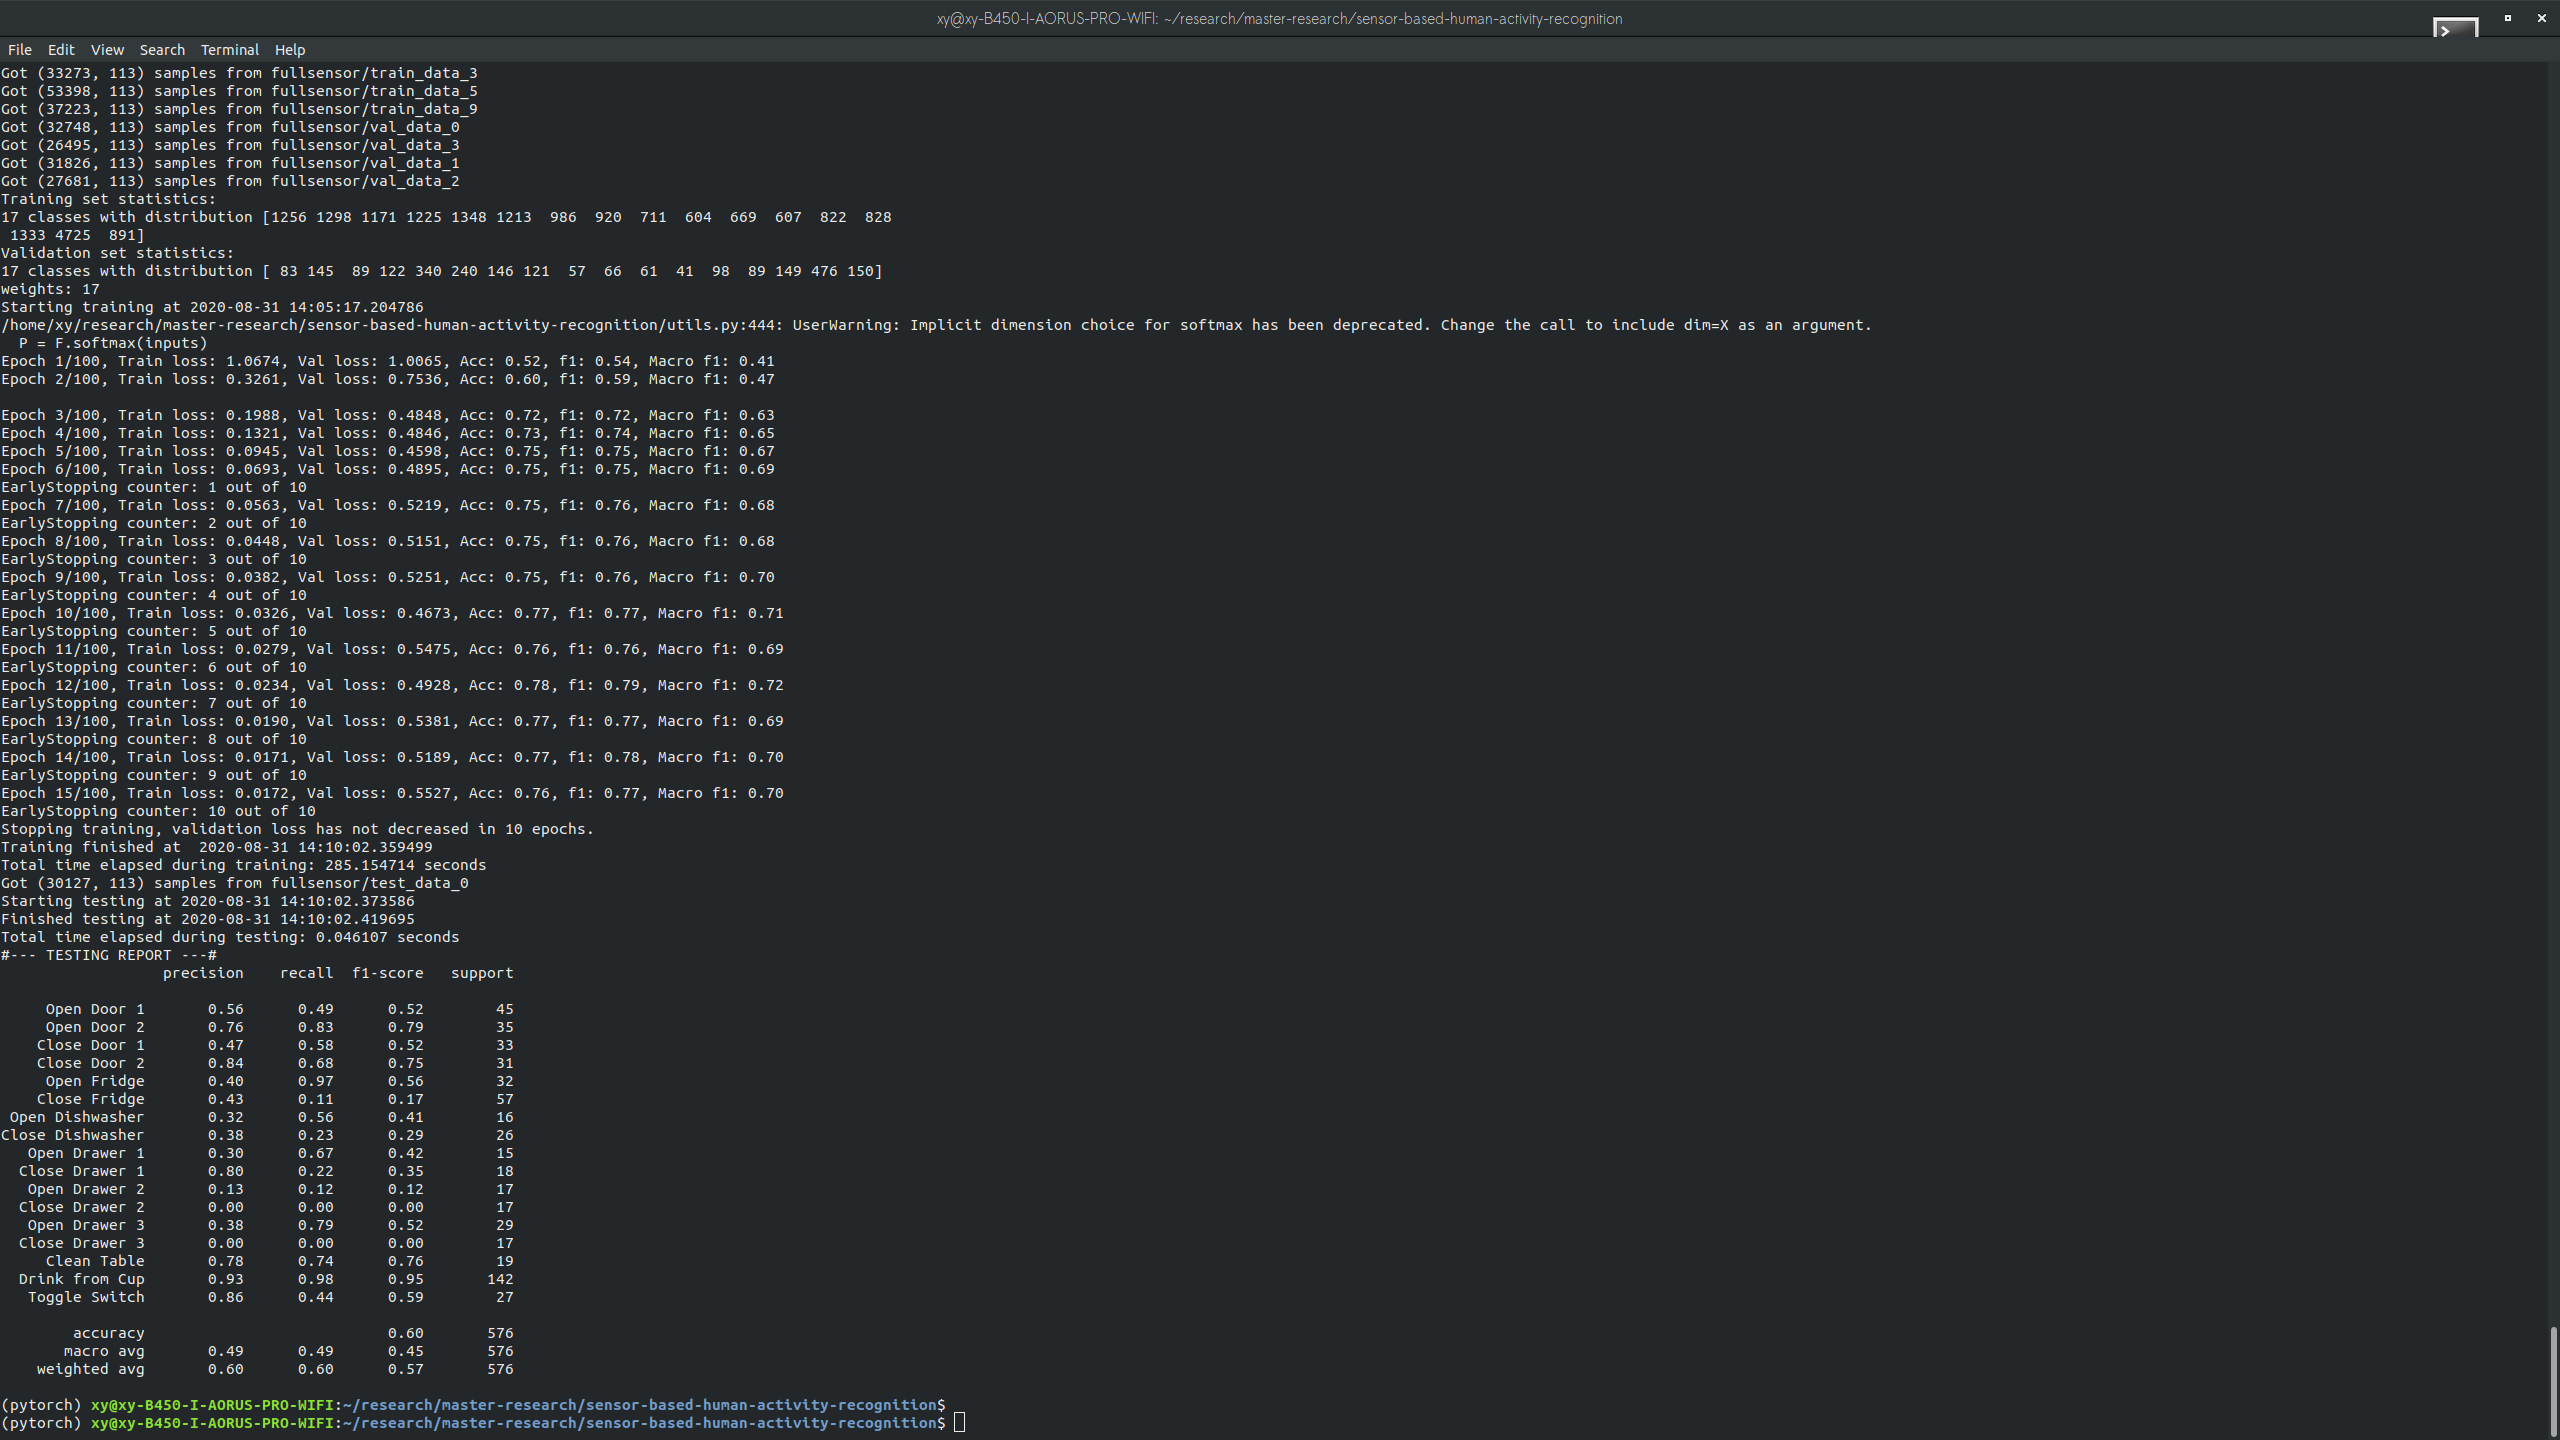 xy@xy-B450-I-AORUS-PRO-WIFI: ~/research/master-research/sensor-based-human-activity-recognition
File Edit View Search Terminal Help
Got (33273, 113) samples from fullsensor/train_data_3
Got (53398, 113) samples from fullsensor/train_data_5
Got (37223, 113) samples from fullsensor/train_data_9
Got (32748, 113) samples from fullsensor/val_data_0
Got (26495, 113) samples from fullsensor/val_data_3
Got (31826, 113) samples from fullsensor/val_data_1
Got (27681, 113) samples from fullsensor/val_data_2
Training set statistics:
17 classes with distribution [1256 1298 1171 1225 1348 1213  986  920  711  604  669  607  822  828
 1333 4725  891]
Validation set statistics:
17 classes with distribution [ 83 145  89 122 340 240 146 121  57  66  61  41  98  89 149 476 150]
weights: 17
Starting training at 2020-08-31 14:05:17.204786
/home/xy/research/master-research/sensor-based-human-activity-recognition/utils.py:444: UserWarning: Implicit dimension choice for softmax has been deprecated. Change the call to include dim=X as an argument.
  P = F.softmax(inputs)
Epoch 1/100, Train loss: 1.0674, Val loss: 1.0065, Acc: 0.52, f1: 0.54, Macro f1: 0.41
Epoch 2/100, Train loss: 0.3261, Val loss: 0.7536, Acc: 0.60, f1: 0.59, Macro f1: 0.47
Epoch 3/100, Train loss: 0.1988, Val loss: 0.4848, Acc: 0.72, f1: 0.72, Macro f1: 0.63
Epoch 4/100, Train loss: 0.1321, Val loss: 0.4846, Acc: 0.73, f1: 0.74, Macro f1: 0.65
Epoch 5/100, Train loss: 0.0945, Val loss: 0.4598, Acc: 0.75, f1: 0.75, Macro f1: 0.67
Epoch 6/100, Train loss: 0.0693, Val loss: 0.4895, Acc: 0.75, f1: 0.75, Macro f1: 0.69
EarlyStopping counter: 1 out of 10
Epoch 7/100, Train loss: 0.0563, Val loss: 0.5219, Acc: 0.75, f1: 0.76, Macro f1: 0.68
EarlyStopping counter: 2 out of 10
Epoch 8/100, Train loss: 0.0448, Val loss: 0.5151, Acc: 0.75, f1: 0.76, Macro f1: 0.68
EarlyStopping counter: 3 out of 10
Epoch 9/100, Train loss: 0.0382, Val loss: 0.5251, Acc: 0.75, f1: 0.76, Macro f1: 0.70
EarlyStopping counter: 4 out of 10
Epoch 10/100, Train loss: 0.0326, Val loss: 0.4673, Acc: 0.77, f1: 0.77, Macro f1: 0.71
EarlyStopping counter: 5 out of 10
Epoch 11/100, Train loss: 0.0279, Val loss: 0.5475, Acc: 0.76, f1: 0.76, Macro f1: 0.69
EarlyStopping counter: 6 out of 10
Epoch 12/100, Train loss: 0.0234, Val loss: 0.4928, Acc: 0.78, f1: 0.79, Macro f1: 0.72
EarlyStopping counter: 7 out of 10
Epoch 13/100, Train loss: 0.0190, Val loss: 0.5381, Acc: 0.77, f1: 0.77, Macro f1: 0.69
EarlyStopping counter: 8 out of 10
Epoch 14/100, Train loss: 0.0171, Val loss: 0.5189, Acc: 0.77, f1: 0.78, Macro f1: 0.70
EarlyStopping counter: 9 out of 10
Epoch 15/100, Train loss: 0.0172, Val loss: 0.5527, Acc: 0.76, f1: 0.77, Macro f1: 0.70
EarlyStopping counter: 10 out of 10
Stopping training, validation loss has not decreased in 10 epochs.
Training finished at  2020-08-31 14:10:02.359499
Total time elapsed during training: 285.154714 seconds
Got (30127, 113) samples from fullsensor/test_data_0
Starting testing at 2020-08-31 14:10:02.373586
Finished testing at 2020-08-31 14:10:02.419695
Total time elapsed during testing: 0.046107 seconds
#--- TESTING REPORT ---#
precision recall f1-score support
Open Door 1 0.56 0.49 0.52 45
Open Door 2 0.76 0.83 0.79 35
Close Door 1 0.47 0.58 0.52 33
Close Door 2 0.84 0.68 0.75 31
Open Fridge 0.40 0.97 0.56 32
Close Fridge 0.43 0.11 0.17 57
Open Dishwasher 0.32 0.56 0.41 16
Close Dishwasher 0.38 0.23 0.29 26
Open Drawer 1 0.30 0.67 0.42 15
Close Drawer 1 0.80 0.22 0.35 18
Open Drawer 2 0.13 0.12 0.12 17
Close Drawer 2 0.00 0.00 0.00 17
Open Drawer 3 0.38 0.79 0.52 29
Close Drawer 3 0.00 0.00 0.00 17
Clean Table 0.78 0.74 0.76 19
Drink from Cup 0.93 0.98 0.95 142
Toggle Switch 0.86 0.44 0.59 27
accuracy 0.60 576
macro avg 0.49 0.49 0.45 576
weighted avg 0.60 0.60 0.57 576
(pytorch) xy@xy-B450-I-AORUS-PRO-WIFI:~/research/master-research/sensor-based-human-activity-recognition$
(pytorch) xy@xy-B450-I-AORUS-PRO-WIFI:~/research/master-research/sensor-based-human-activity-recognition$